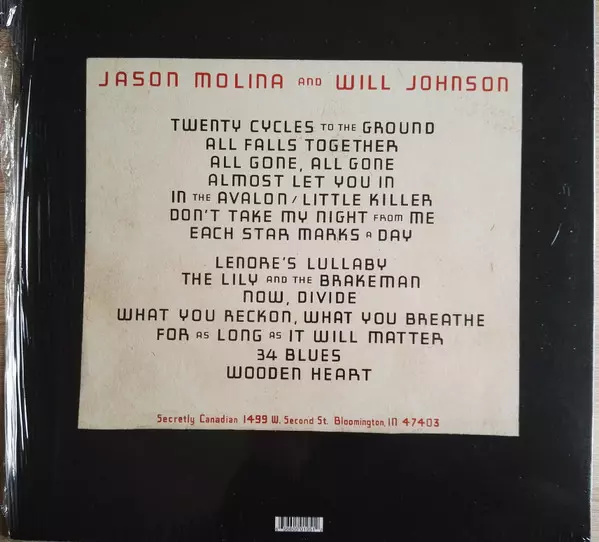 JASON MOLINA AND WILL JOHNSON
TWENTY CYCLES TO THE GROUND
ALL FALLS TOGETHER
ALL GONE, ALL GONE
ALMOST LET YOU IN
IN THE AVALON / LITTLE KILLER
DON'T TAKE MY NIGHT FROM ME
EACH STAR MARKS A DAY
LENORE'S LULLABY
THE LILY AND THE BRAKEMAN
NOW, DIVIDE
WHAT YOU RECKON, WHAT YOU BREATHE
FOR AS LONG AS IT WILL MATTER
34 BLUES
WOODEN HEART
Secretly Canadian 1499 W. Second St. Bloomington, IN 47403